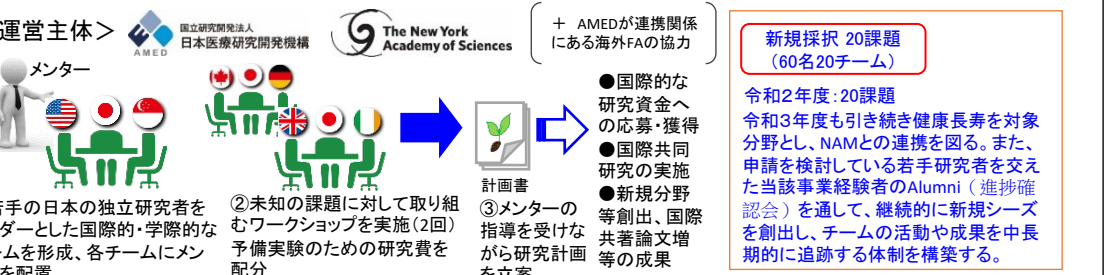 運営主体＞
AMED
国立研究開発法人
日本医療研究開発機構
The New York
Academy of Sciences
＋ AMEDが連携関係
にある海外FAの協力
メンター
若手の日本の独立研究者を
ダーとした国際的・学際的な
ームを形成、各チームにメン
を配置
②未知の課題に対して取り組
むワークショップを実施（2回）
予備実験のための研究費を
配分
計画書
③メンターの
指導を受けな
がら研究計画
を立案
●国際的な
研究資金へ
の応募・獲得
●国際共同
研究の実施
●新規分野
等創出、国際
共著論文増
等の成果
新規採択 20課題
（60名20チーム）
令和２年度：20課題
令和３年度も引き続き健康長寿を対象
分野とし、NAMとの連携を図る。また、
申請を検討している若手研究者を交え
た当該事業経験者のAlumni（進捗確
認会）を通して、継続的に新規シーズ
を創出し、チームの活動や成果を中長
期的に追跡する体制を構築する。